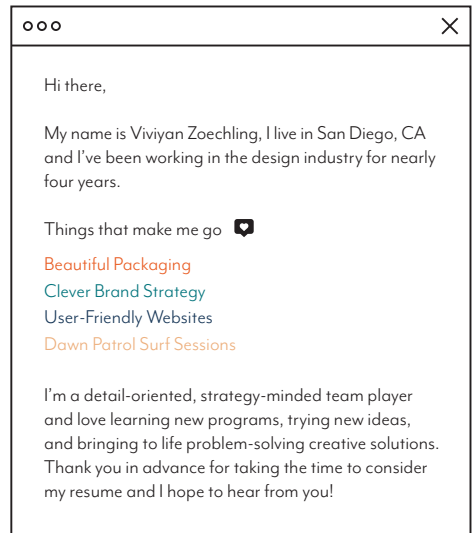 Hi there,
My name is Viviyan Zoechling, I live in San Diego, CA
and I've been working in the design industry for nearly
four years.
Things that make me go
Beautiful Packaging
Clever Brand Strategy
User-Friendly Websites
Dawn Patrol Surf Sessions
I'm a detail-oriented, strategy-minded team player
and love learning new programs, trying new ideas,
and bringing to life problem-solving creative solutions.
Thank you in advance for taking the time to consider
my resume and I hope to hear from you!